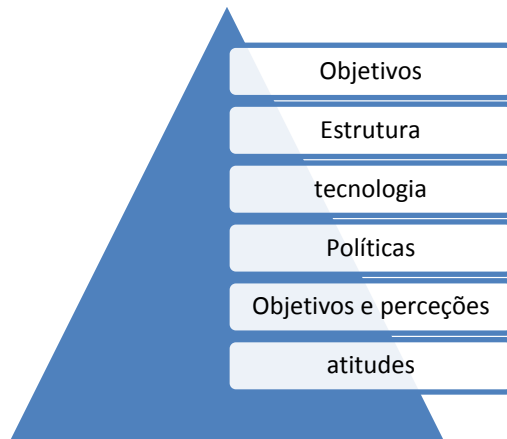 Objetivos
Estrutura
tecnologia
Políticas
Objetivos e perceções
atitudes